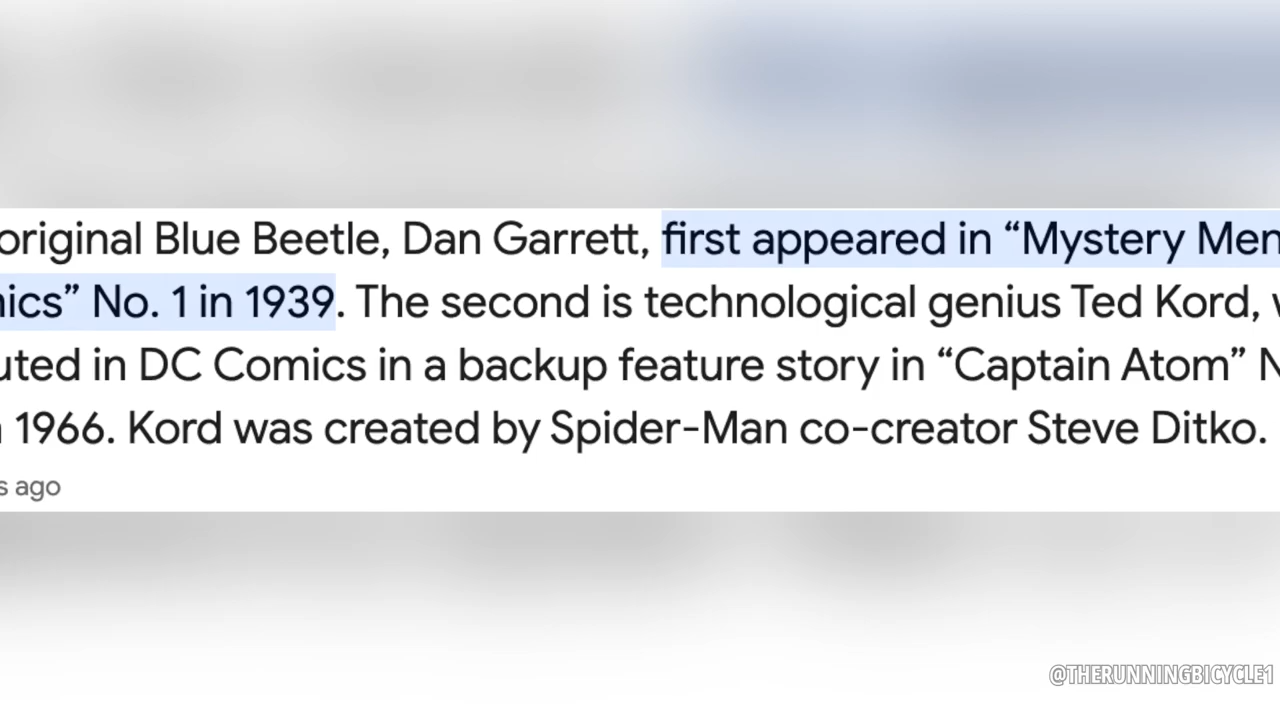 original Blue Beetle, Dan Garrett, first appeared in “Mystery Men
ics” No. 1 in 1939. The second is technological genius Ted Kord,
uted in DC Comics in a backup feature story in “Captain Atom” N
1966. Kord was created by Spider-Man co-creator Steve Ditko.
s ago
@THERUNNINGBICYCLE1